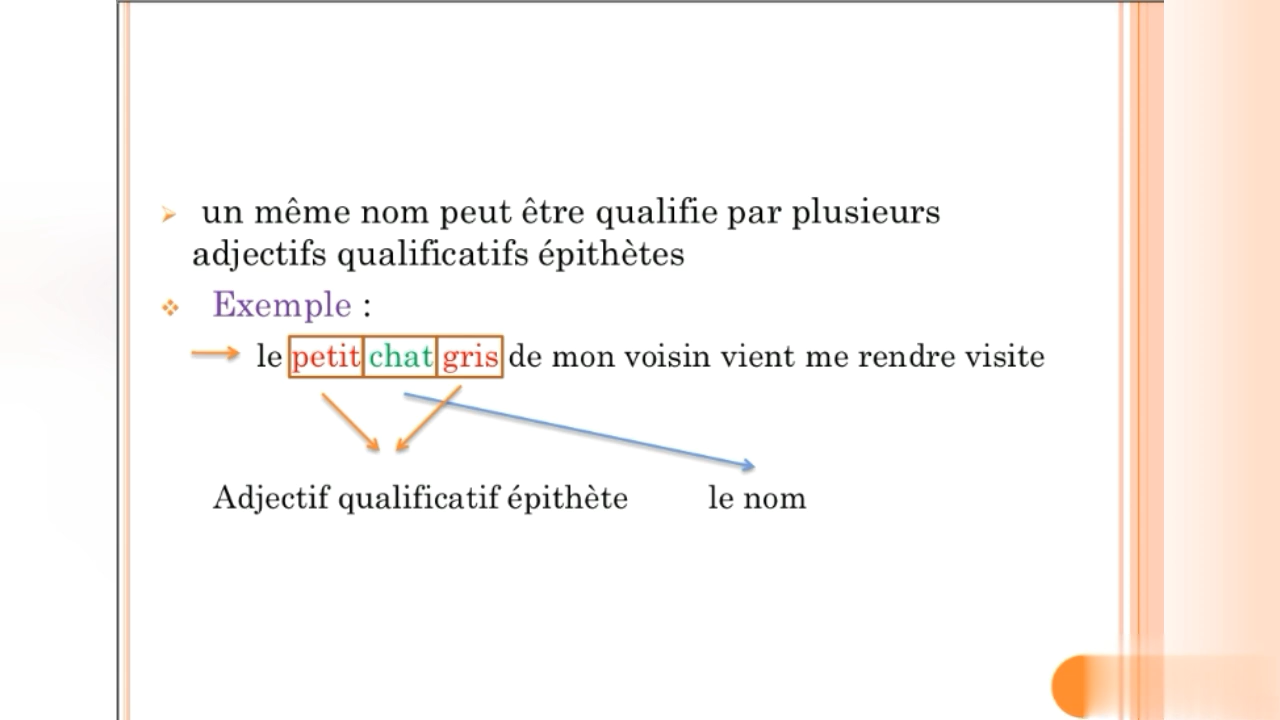 un même nom peut être qualifie par plusieurs
adjectifs qualificatifs épithètes
Exemple :
le petit chat gris de mon voisin vient me rendre visite
Adjectif qualificatif épithète le nom